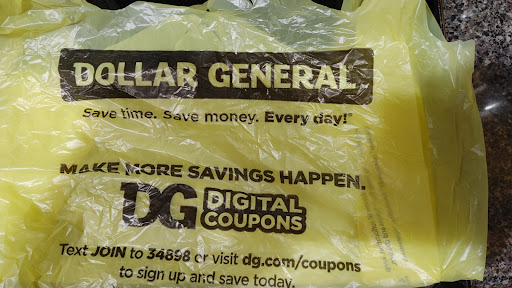 DOLLAR GENERAL
Save time. Save money. Every day!®
MAKE MORE SAVINGS HAPPEN.
DG DIGITAL
COUPONS
Text JOIN to 34898 or visit dg.com/coupons
to sign up and save today.